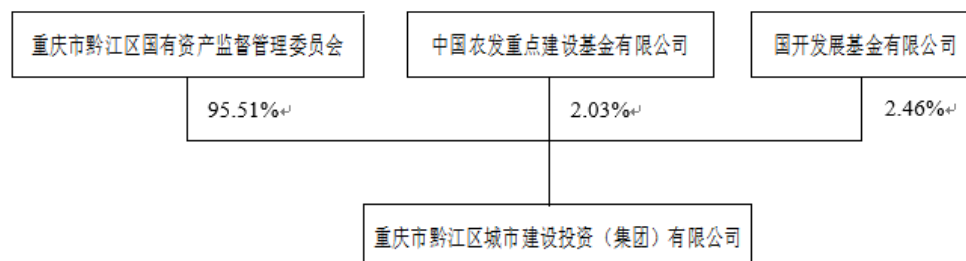 重庆市黔江区国有资产监督管理委员会
中国农发重点建设基金有限公司
国开发展基金有限公司
95.51%↵
2.03%↵
2.46%↵
重庆市黔江区城市建设投资（集团）有限公司